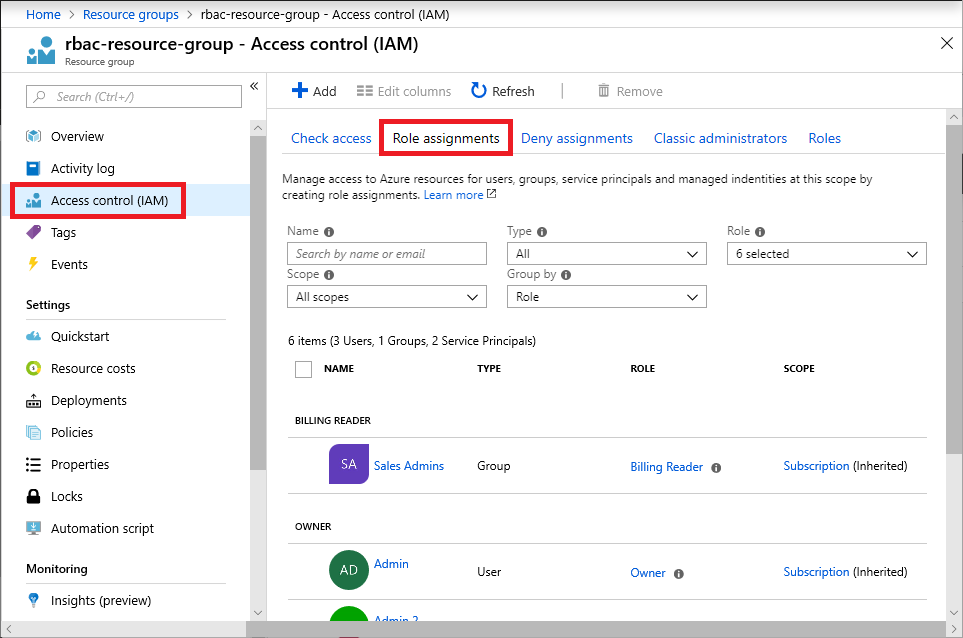 Home > Resource groups > rbac-resource-group - Access control (IAM)
rbac-resource-group - Access control (IAM)
Resource group
Search (Ctrl+/)
Overview
Activity log
Access control (IAM)
Tags
Events
Settings
Quickstart
Resource costs
Deployments
Policies
Properties
Locks
Automation script
Monitoring
Insights (preview)
Add Edit columns Refresh Remove
Check access Role assignments Deny assignments Classic administrators Roles
Manage access to Azure resources for users, groups, service principals and managed indentities at this scope by
creating role assignments. Learn more
Name Type Role
Search by name or email All 6 selected
Scope Group by
All scopes Role
6 items (3 Users, 1 Groups, 2 Service Principals)
NAME TYPE ROLE SCOPE
BILLING READER
SA Sales Admins Group Billing Reader Subscription (Inherited)
OWNER
AD Admin User Owner Subscription (Inherited)
Admin 2